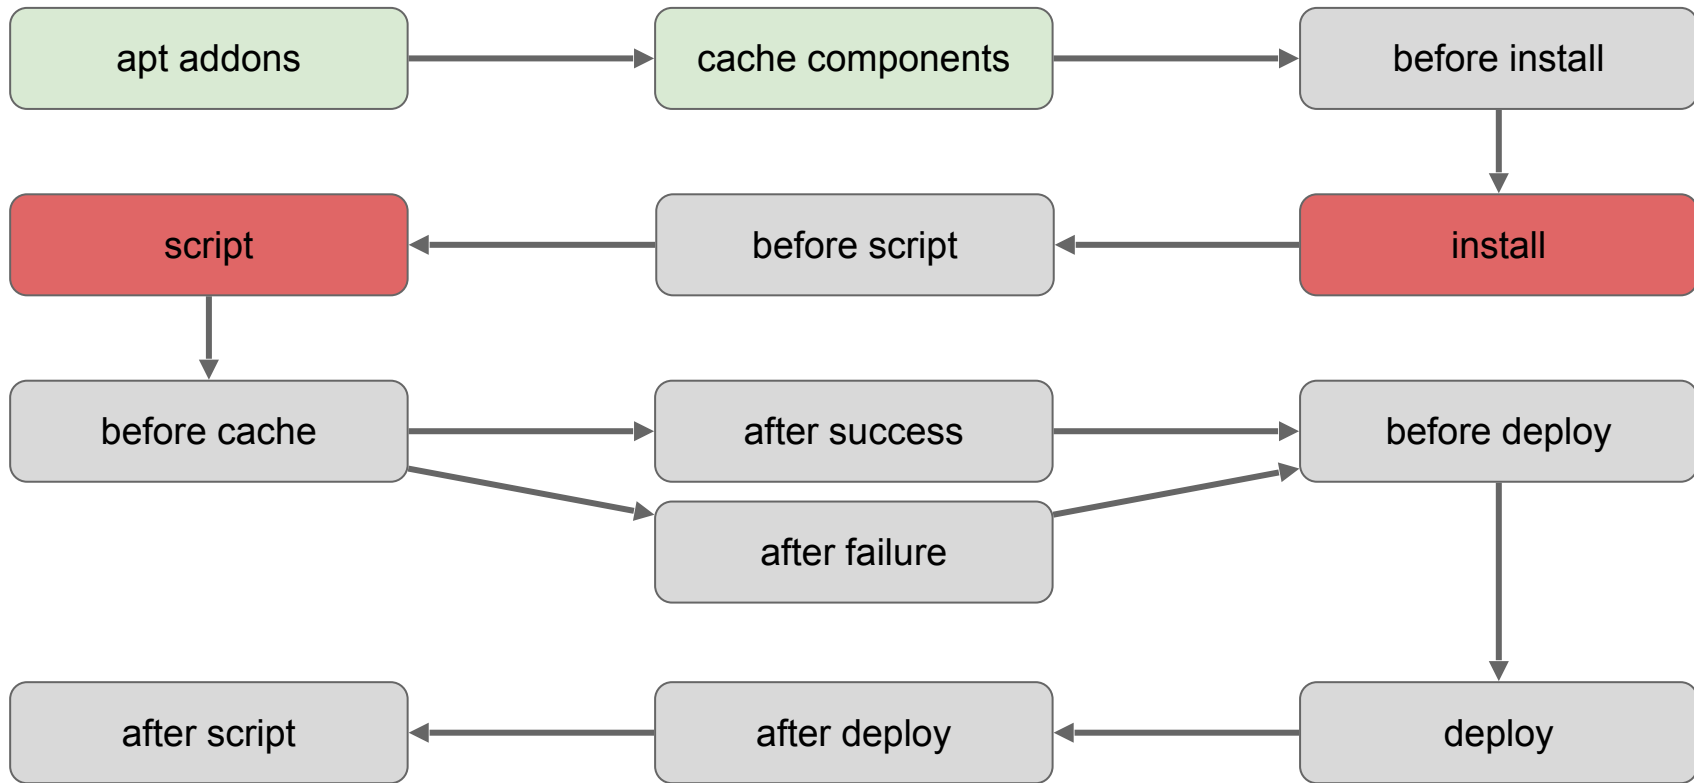 apt addons
cache components
before install
script
before script
install
before cache
after success
before deploy
after failure
after script
after deploy
deploy